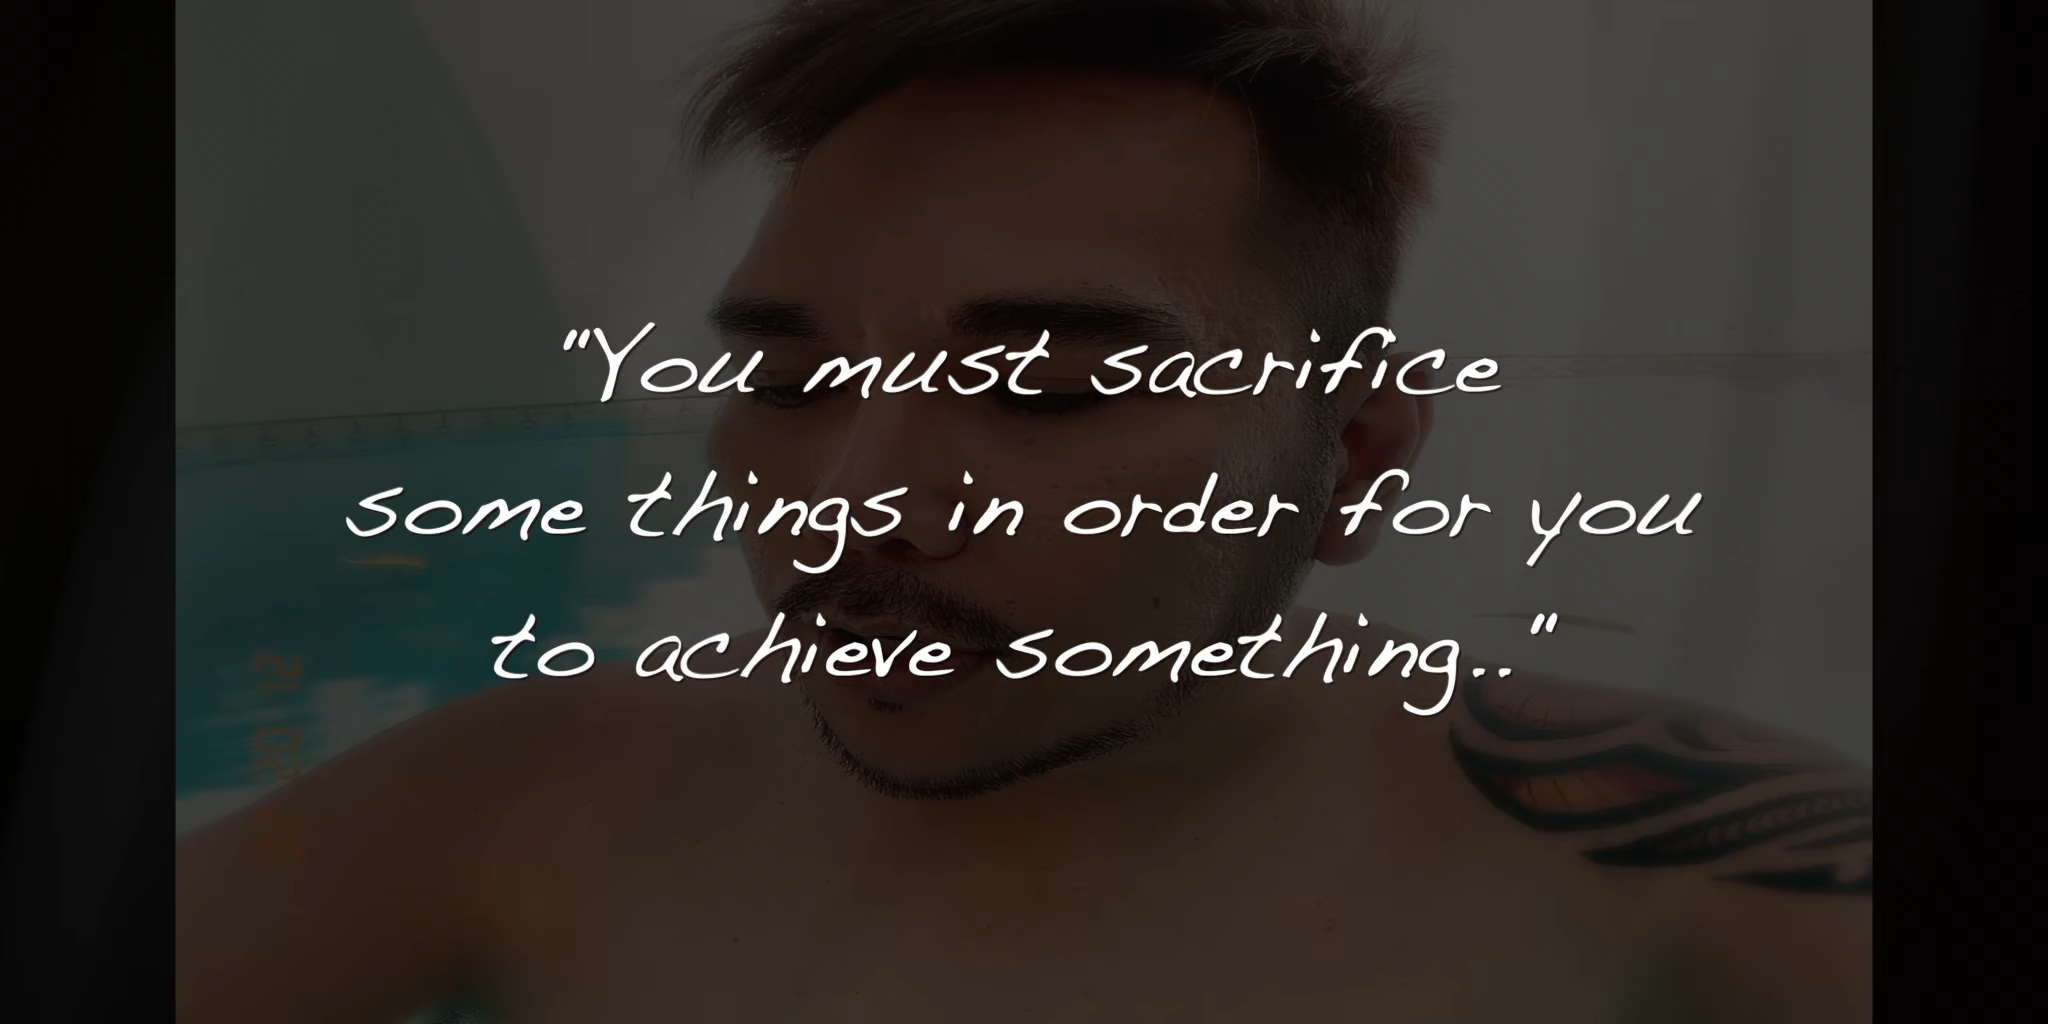 "You must sacrifice
some things in order for you
to achieve something.."